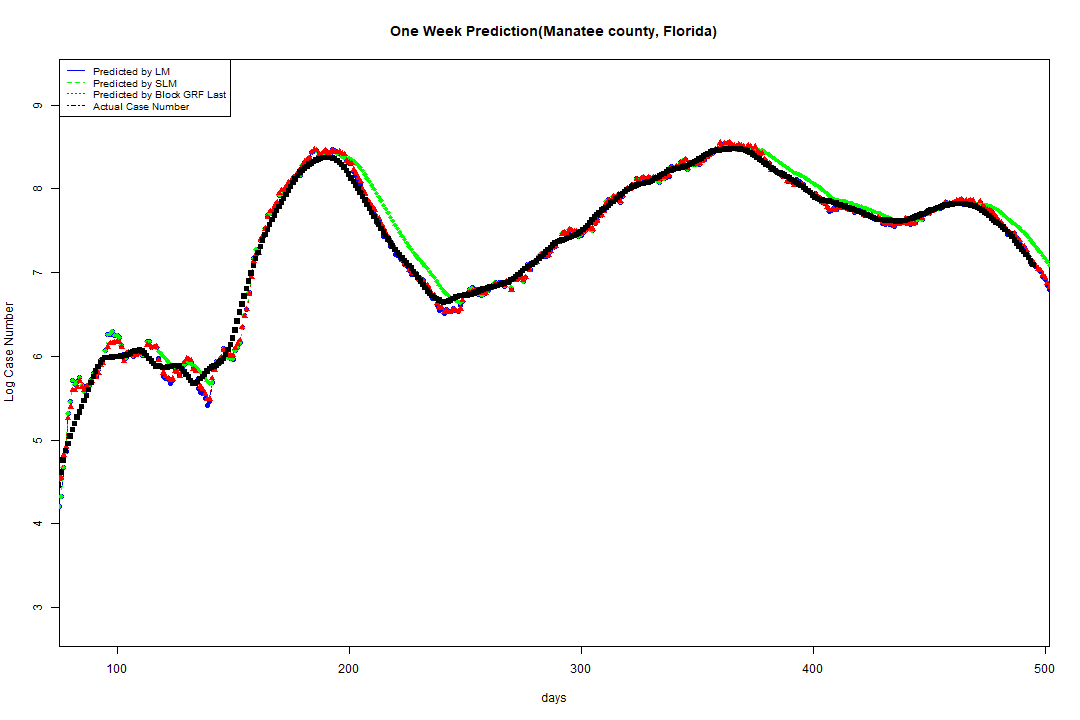 One Week Prediction(Manatee county, Florida)
Predicted by LM
Predicted by SLM
Predicted by Block GRF Last
Actual Case Number
9
8
7
6
5
4
3
Log Case Number
100 200 300 400 500
days